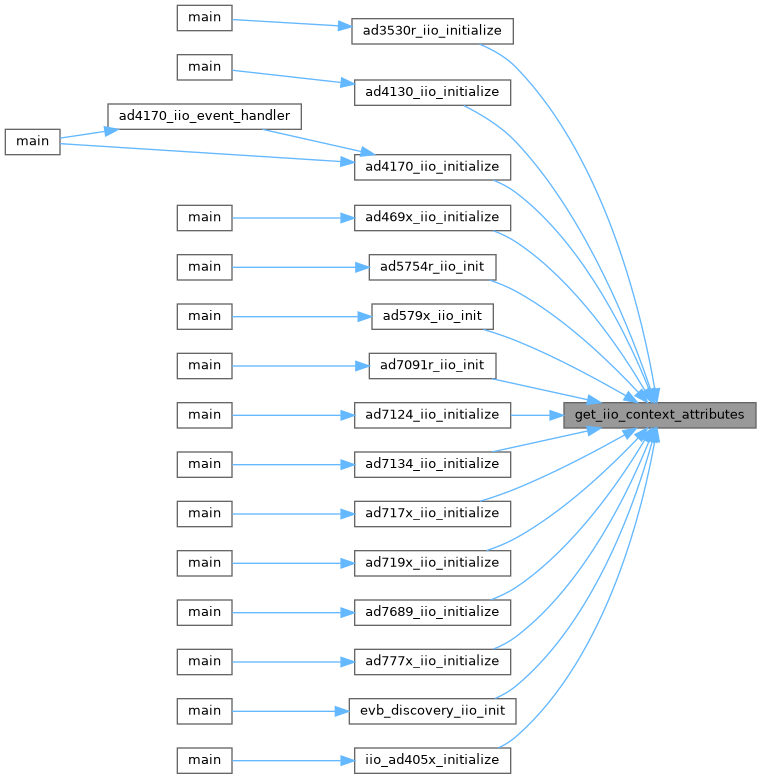 main
ad3530r_iio_initialize
main
ad4130_iio_initialize
ad4170_iio_event_handler
main
ad4170_iio_initialize
main
ad469x_iio_initialize
main
ad5754r_iio_init
main
ad579x_iio_init
main
ad7091r_iio_init
main
ad7124_iio_initialize
get_iio_context_attributes
main
ad7134_iio_initialize
main
ad717x_iio_initialize
main
ad719x_iio_initialize
main
ad7689_iio_initialize
main
ad777x_iio_initialize
main
evb_discovery_iio_init
main
iio_ad405x_initialize